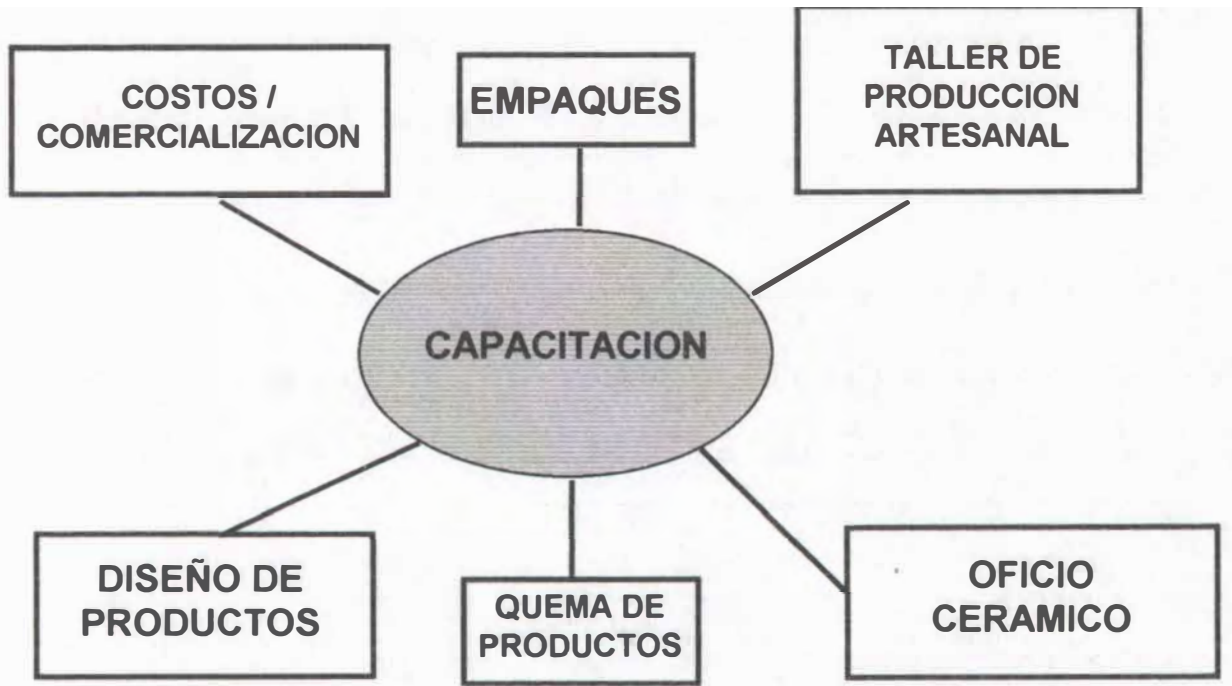 COSTOS /
COMERCIALIZACION
EMPAQUES
TALLER DE
PRODUCCION
ARTESANAL
CAPACITACION
DISEÑO DE
PRODUCTOS
QUEMA DE
PRODUCTOS
OFICIO
CERAMICO